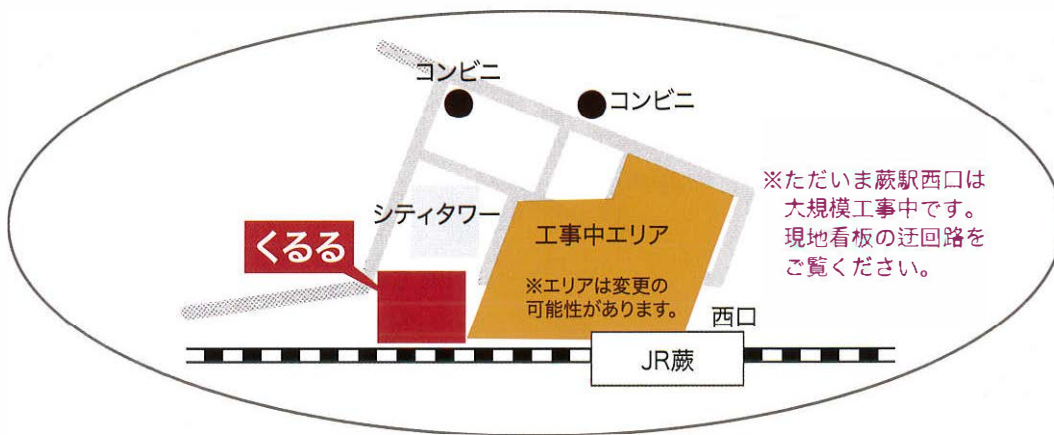 コンビニ
コンビニ
※ただいま蕨駅西口は
大規模工事中です。
現地看板の迂回路を
ご覧ください。
シティタワー
くるる
工事中エリア
※エリアは変更の
可能性があります。
西口
JR蕨